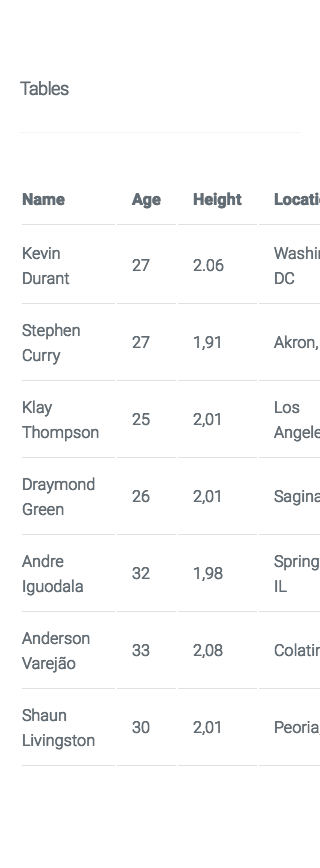 Tables
Name Age Height
Kevin
Durant 27 2.06 DC
Stephen
Curry 27 1,91 Akron,
Klay Los
Thompson 25 2,01
Draymond
Green 26 2,01
Andre
Iguodala 32 1,98 IL
Anderson
Varejão 33 2,08
Shaun
Livingston 30 2,01 Peoria,